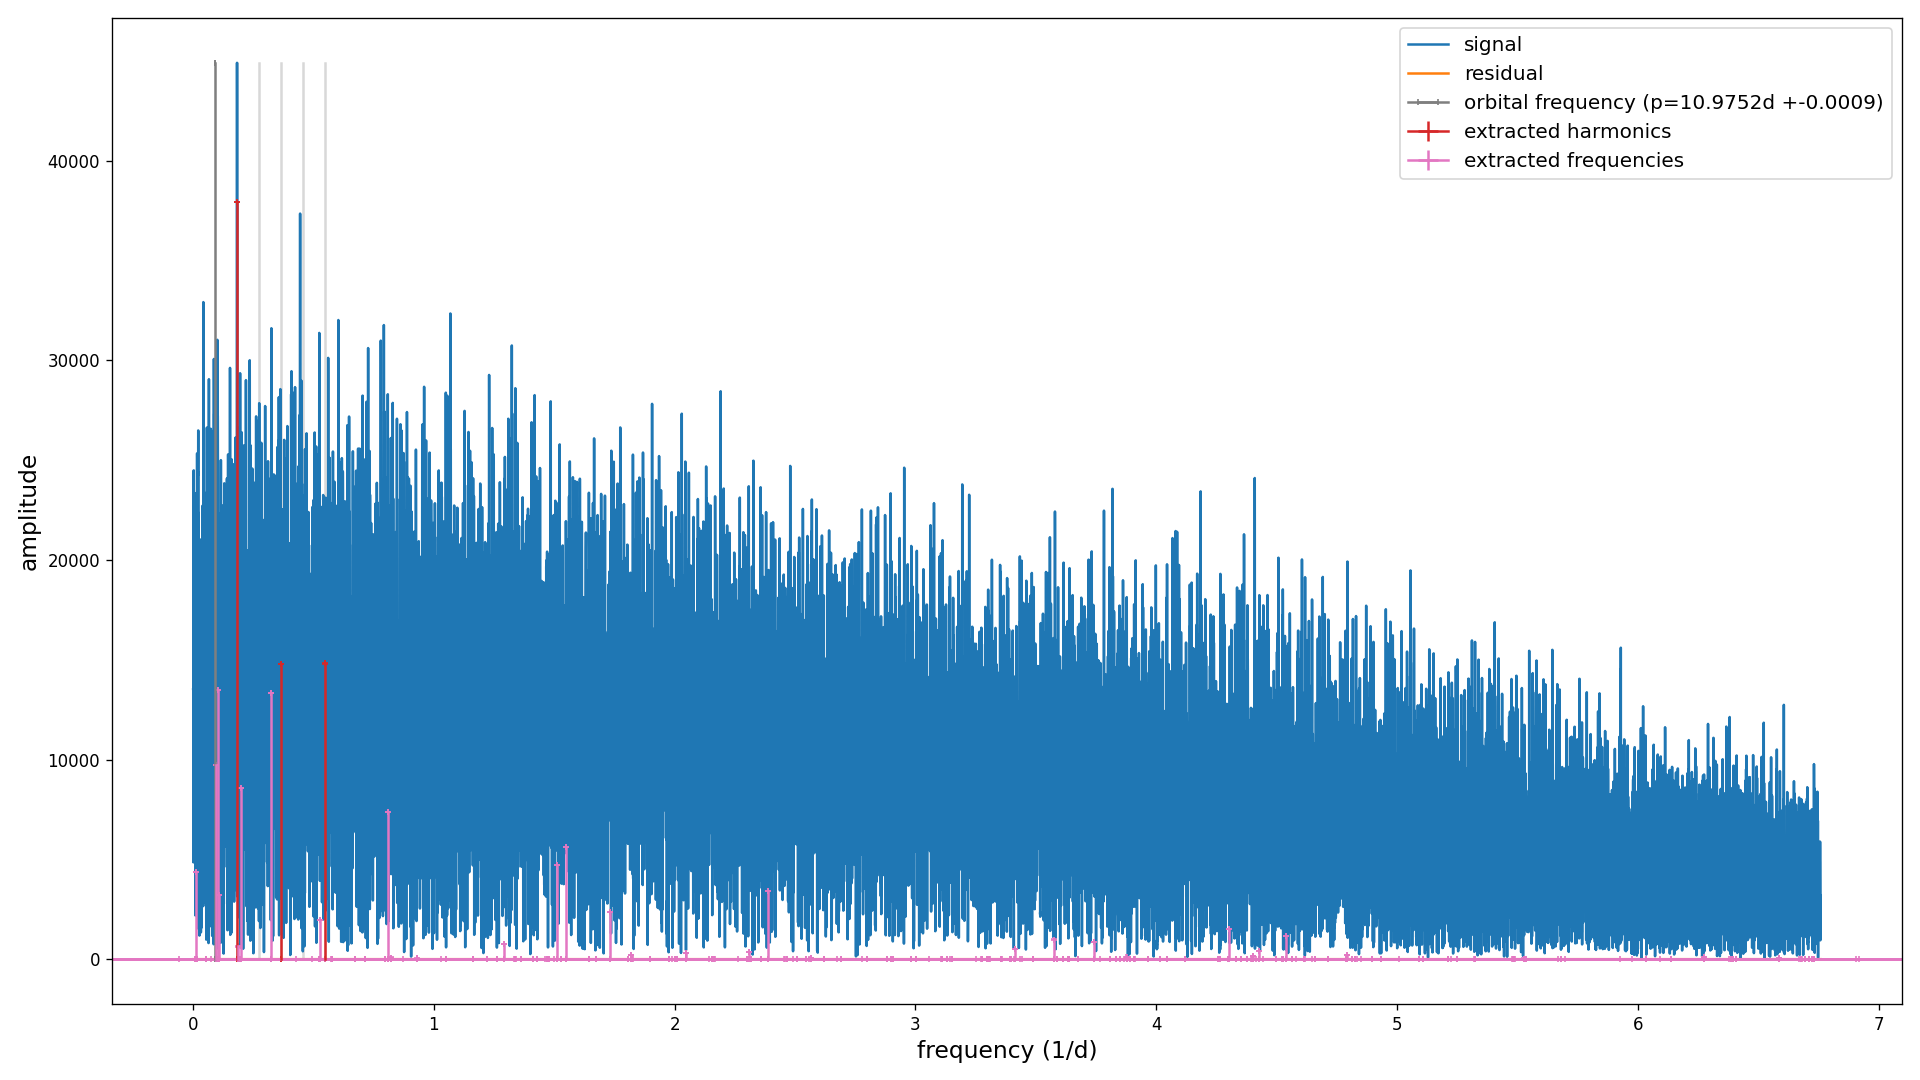 signal
residual
orbital frequency (p=10.9752d +-0.0009)
extracted harmonics
extracted frequencies
amplitude
40000
30000
20000
10000
0
0 1 2 3 4 5 6 7
frequency (1/d)